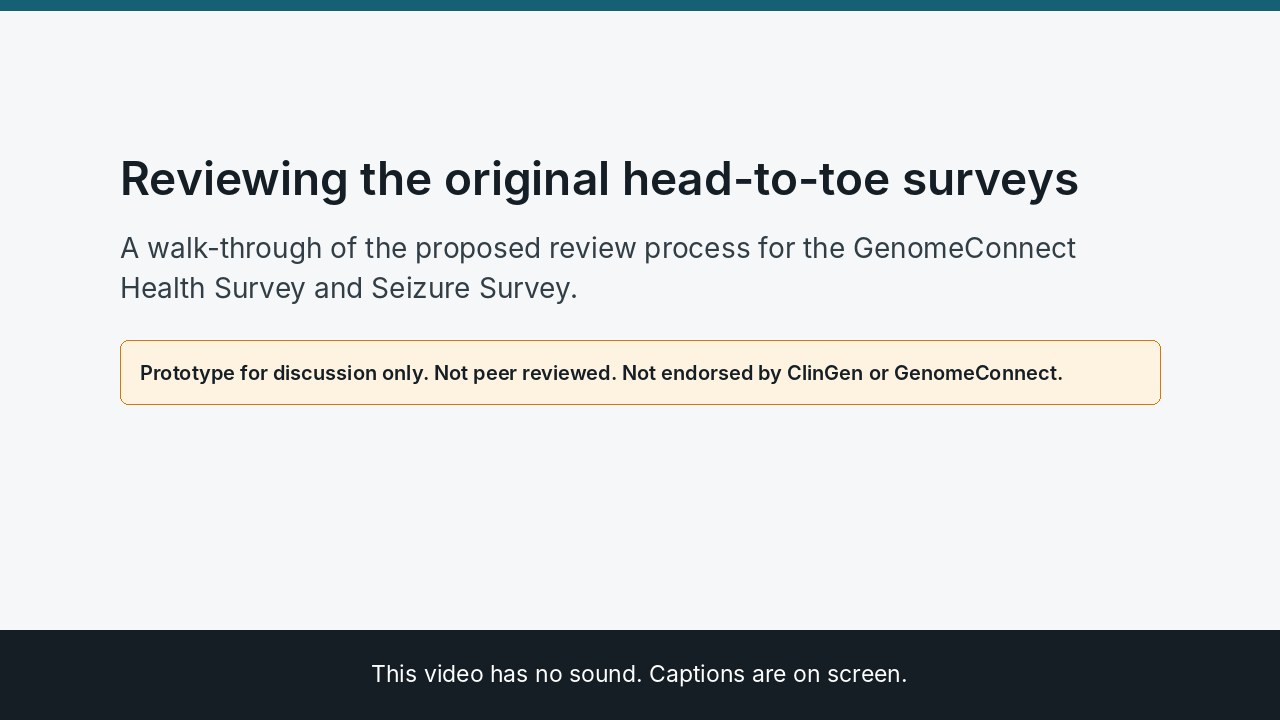 Reviewing the original head-to-toe surveys
A walk-through of the proposed review process for the GenomeConnect
Health Survey and Seizure Survey.
Prototype for discussion only. Not peer reviewed. Not endorsed by ClinGen or GenomeConnect.
This video has no sound. Captions are on screen.